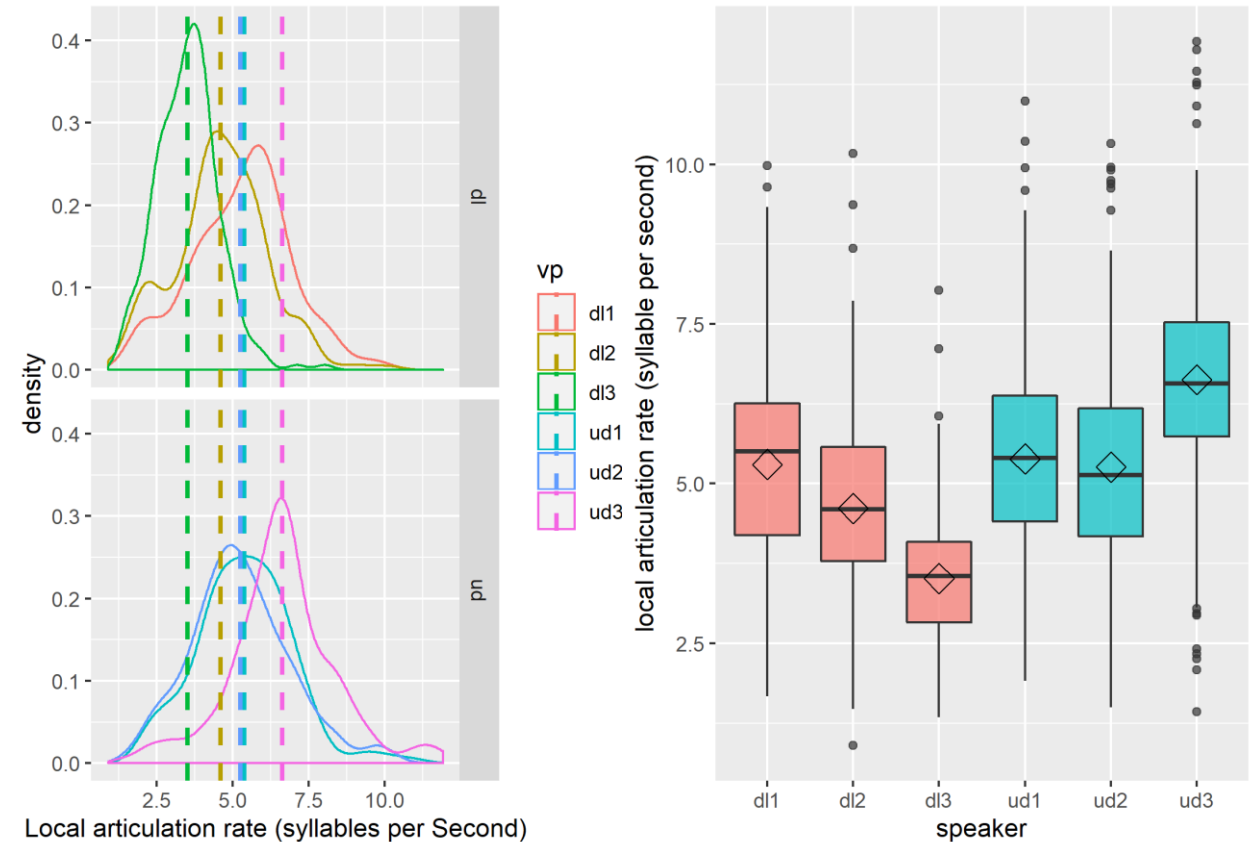 0.4
0.3
0.2
0.1
0.0
dl
0.4
0.3
0.2
0.1
0.0
ud
2.5 5.0 7.5 10.0
density
Local articulation rate (syllables per Second)
vp
dl1
dl2
dl3
ud1
ud2
ud3
local articulation rate (syllable per second)
10.0
7.5
5.0
2.5
dl1 dl2 dl3 ud1 ud2 ud3
speaker